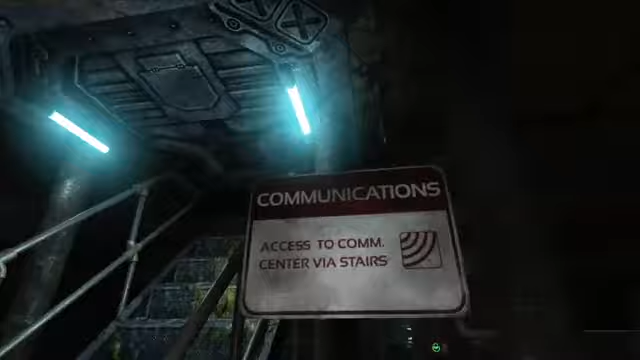 COMMUNICATIONS
ACCESS TO COMM.
CENTER VIA STAIRS